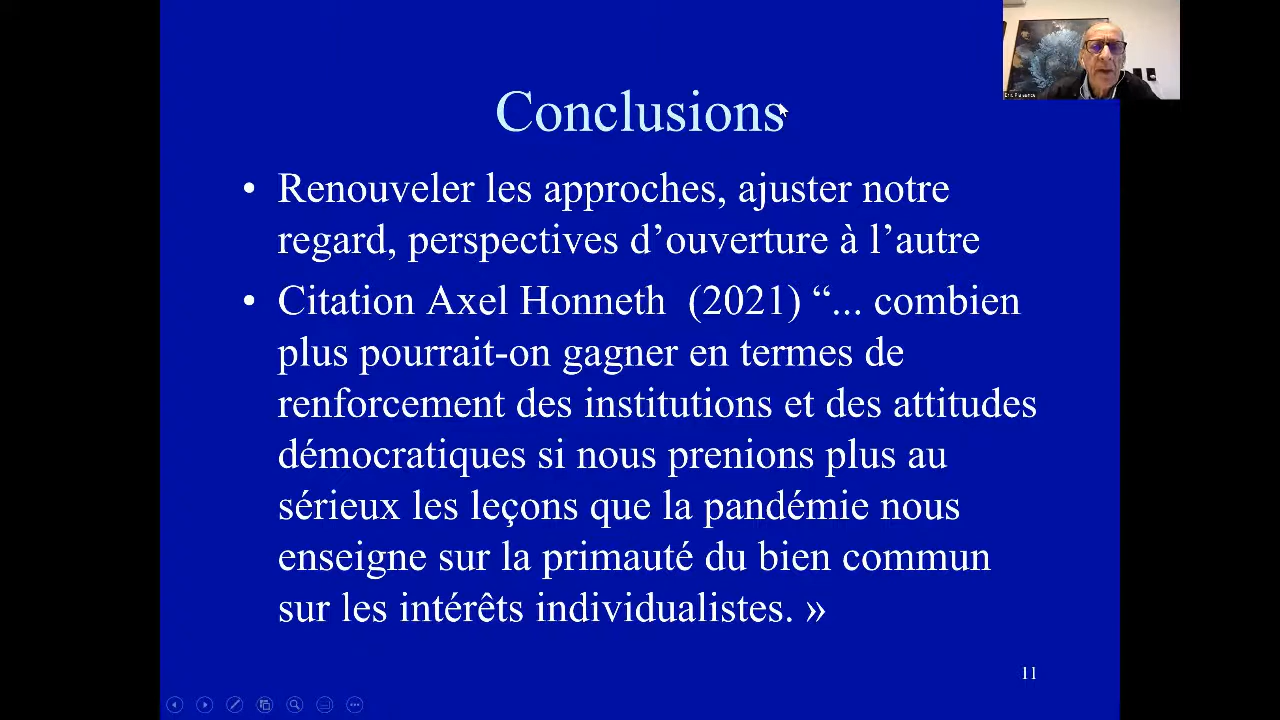 Conclusions
• Renouveler les approches, ajuster notre
regard, perspectives d’ouverture à l’autre
• Citation Axel Honneth (2021) “... combien
plus pourrait-on gagner en termes de
renforcement des institutions et des attitudes
démocratiques si nous prenions plus au
sérieux les leçons que la pandémie nous
enseigne sur la primauté du bien commun
sur les intérêts individualistes. »
11